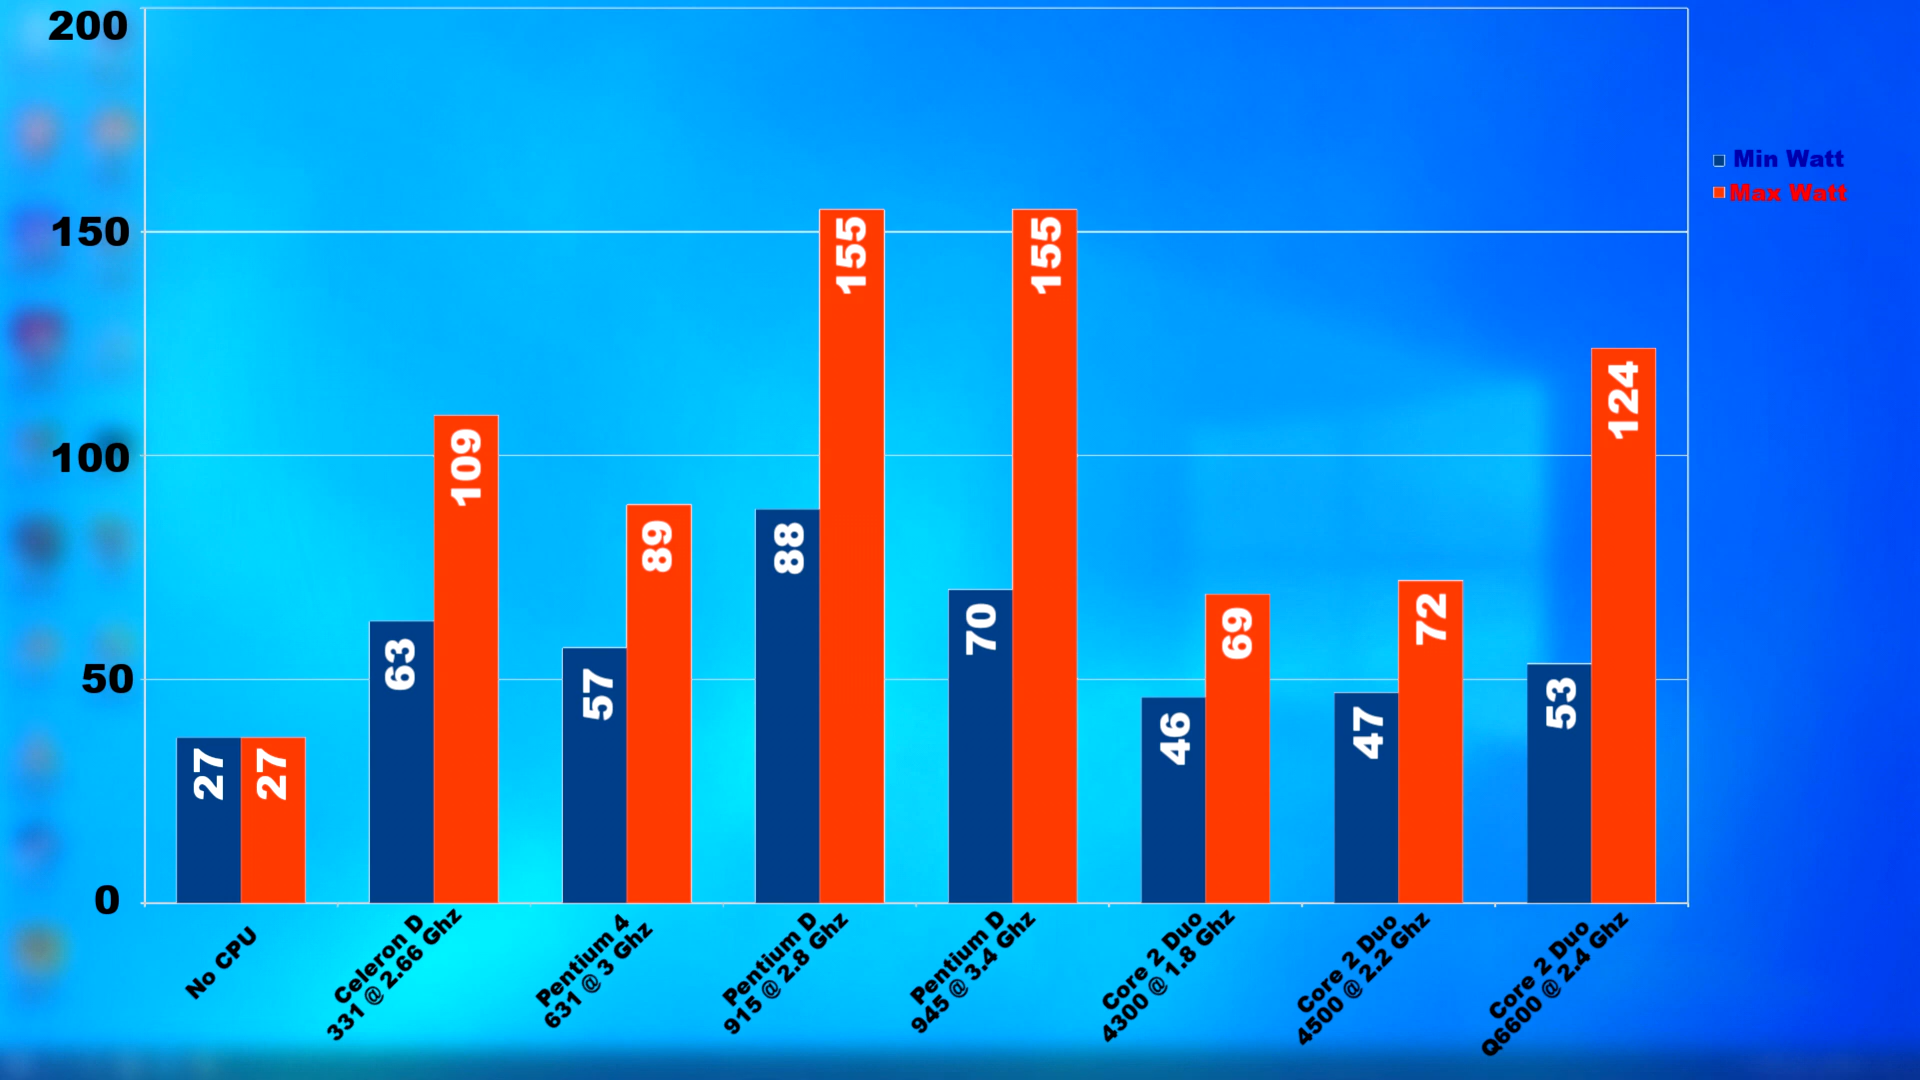 200
150
100
50
0
Min Watt
Max Watt
27
27
63
109
57
89
88
155
70
155
46
69
47
72
53
124
No CPU
Celeron D
331 @ 2.66 Ghz
Pentium 4
631 @ 3 Ghz
Pentium D
915 @ 2.8 Ghz
Pentium D
945 @ 3.4 Ghz
Core 2 Duo
4300 @ 1.8 Ghz
Core 2 Duo
4500 @ 2.2 Ghz
Core 2 Duo
Q6600 @ 2.4 Ghz